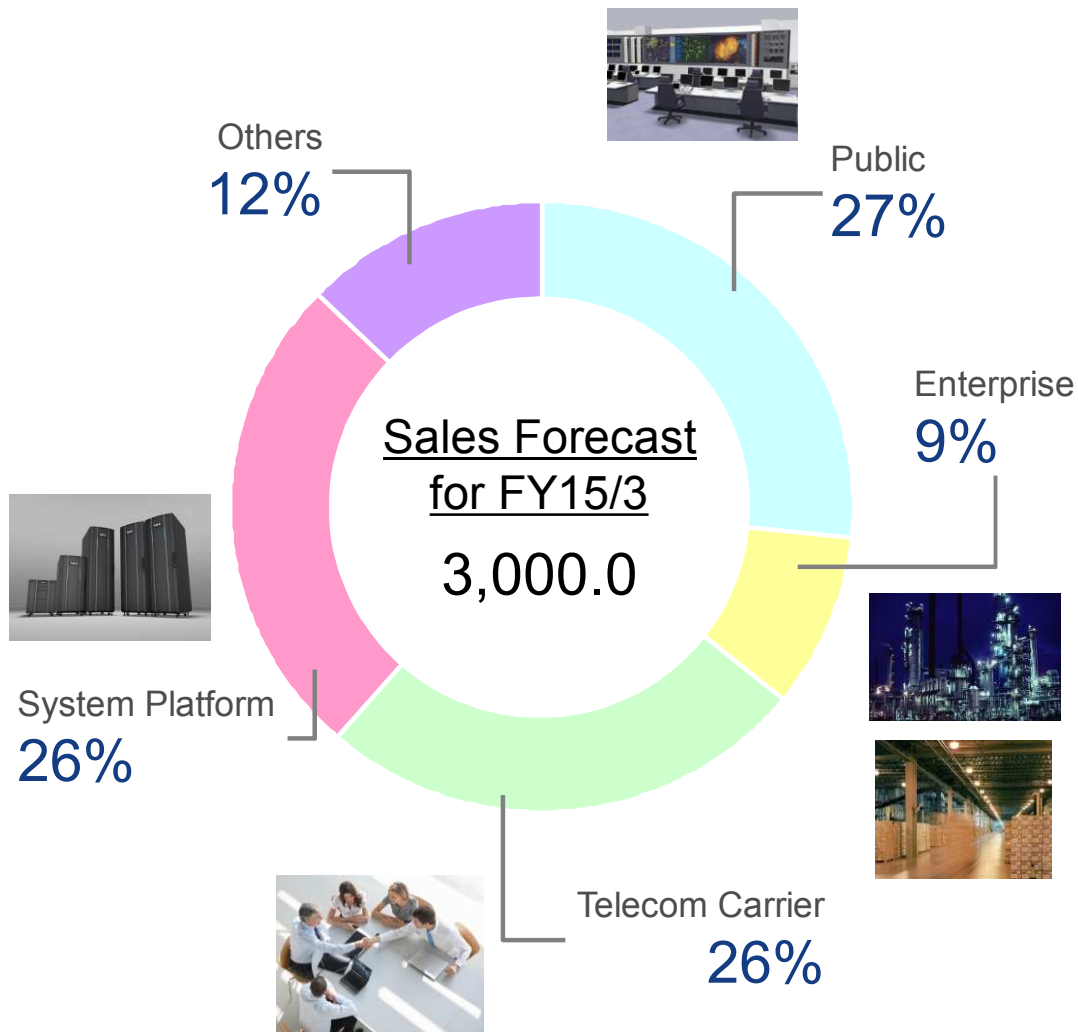 Others
12%
Public
27%
Enterprise
9%
Sales Forecast
for FY15/3
3,000.0
System Platform
26%
Telecom Carrier
26%